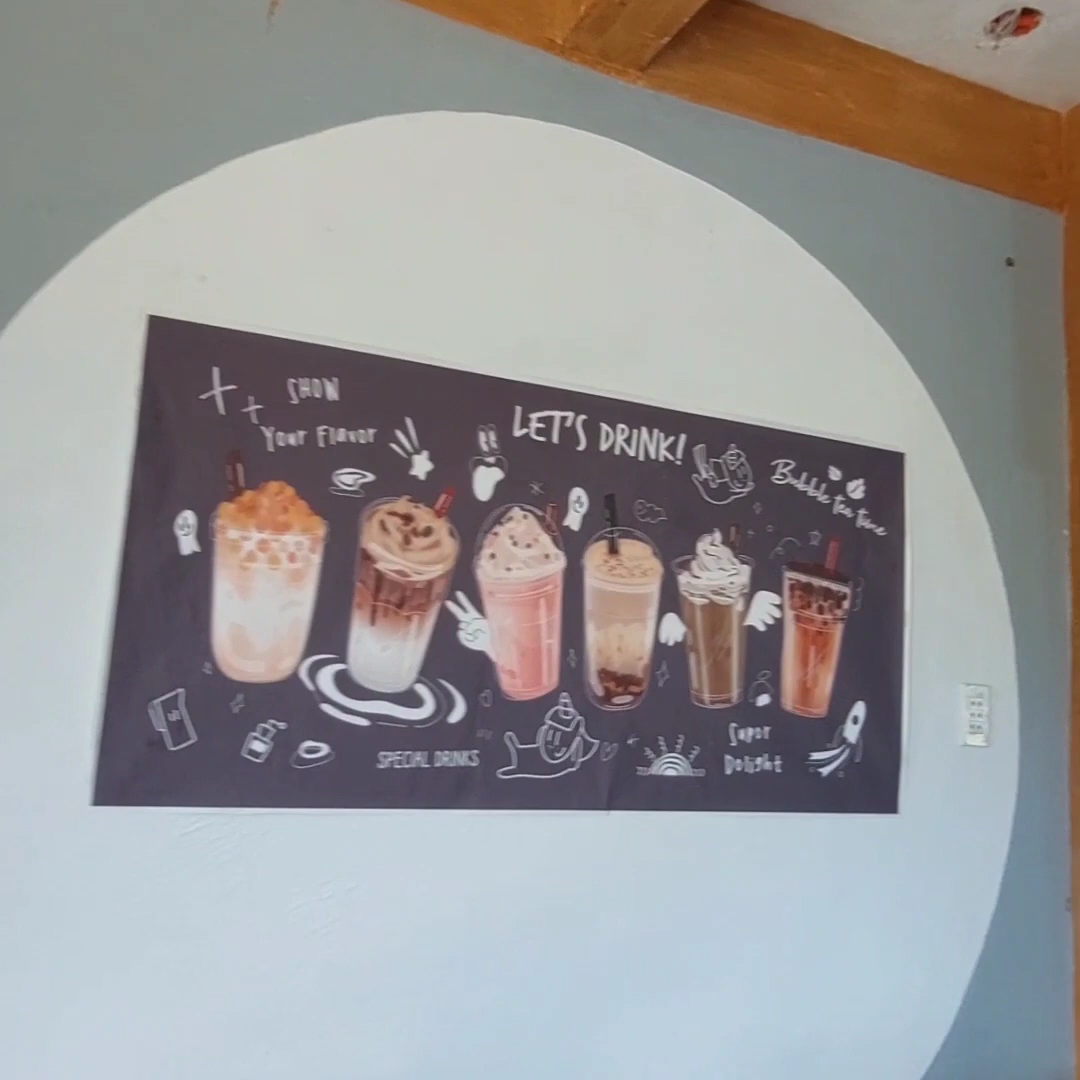 SHOW
Your Flavor
LET'S DRINK!
Bubble tea time
SPECIAL DRINKS
Super
Delight